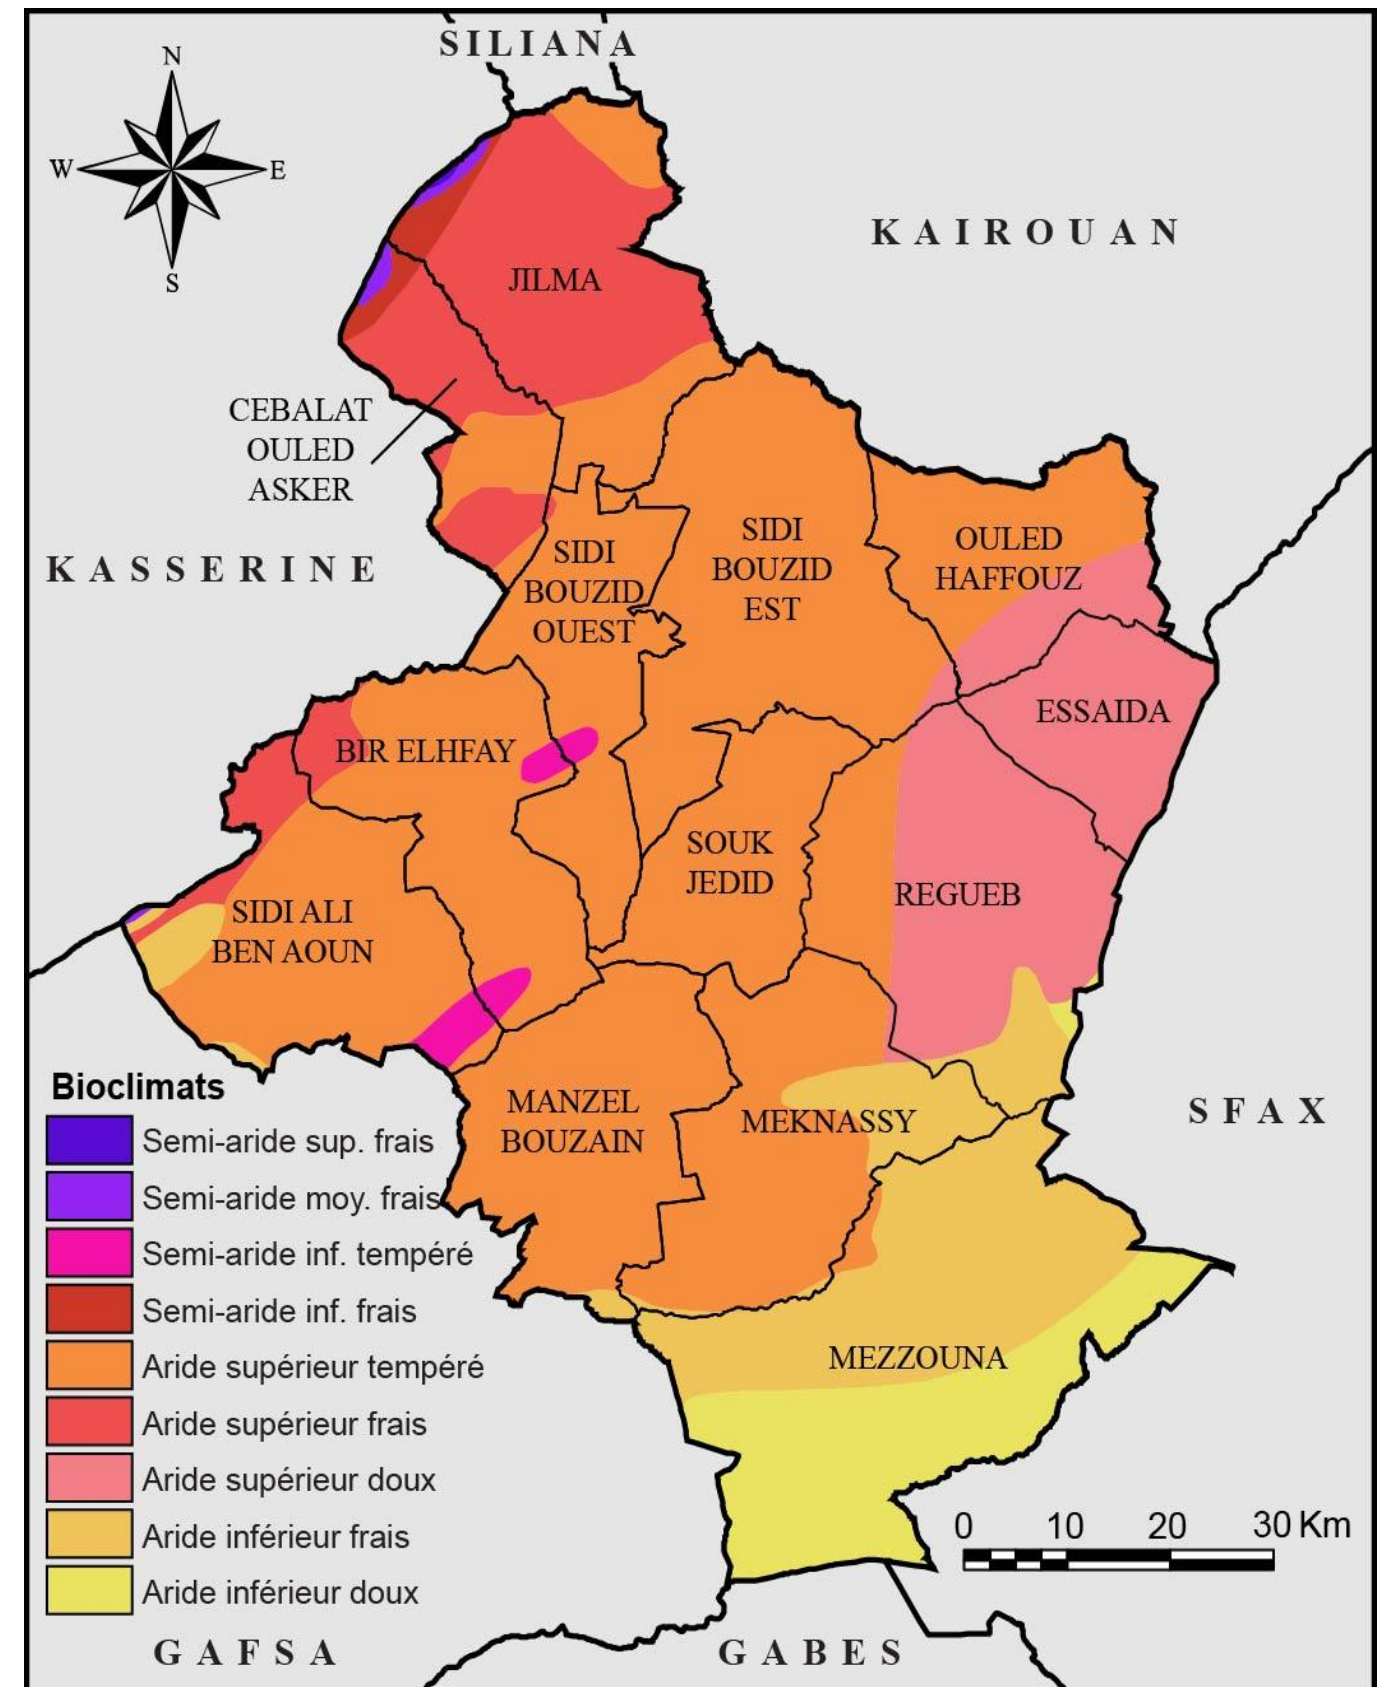 SILIANA
N
W
E
S
KAIROUAN
JILMA
CEBALAT
OULED
ASKER
KASSERINE
SIDI
BOUZID
OUEST
SIDI
BOUZID
EST
OULED
HAFFOUZ
ESSAIDA
BIR ELHFAY
SOUK
JEDID
REGUEB
SIDI ALI
BEN AOUN
MANZEL
BOUZAIN
MEKNASSY
SFAX
MEZZOUNA
Bioclimats
Semi-aride sup. frais
Semi-aride moy. frais
Semi-aride inf. tempéré
Semi-aride inf. frais
Aride supérieur tempéré
Aride supérieur frais
Aride supérieur doux
Aride inférieur frais
Aride inférieur doux
0 10 20 30 Km
GAFSA
GABES